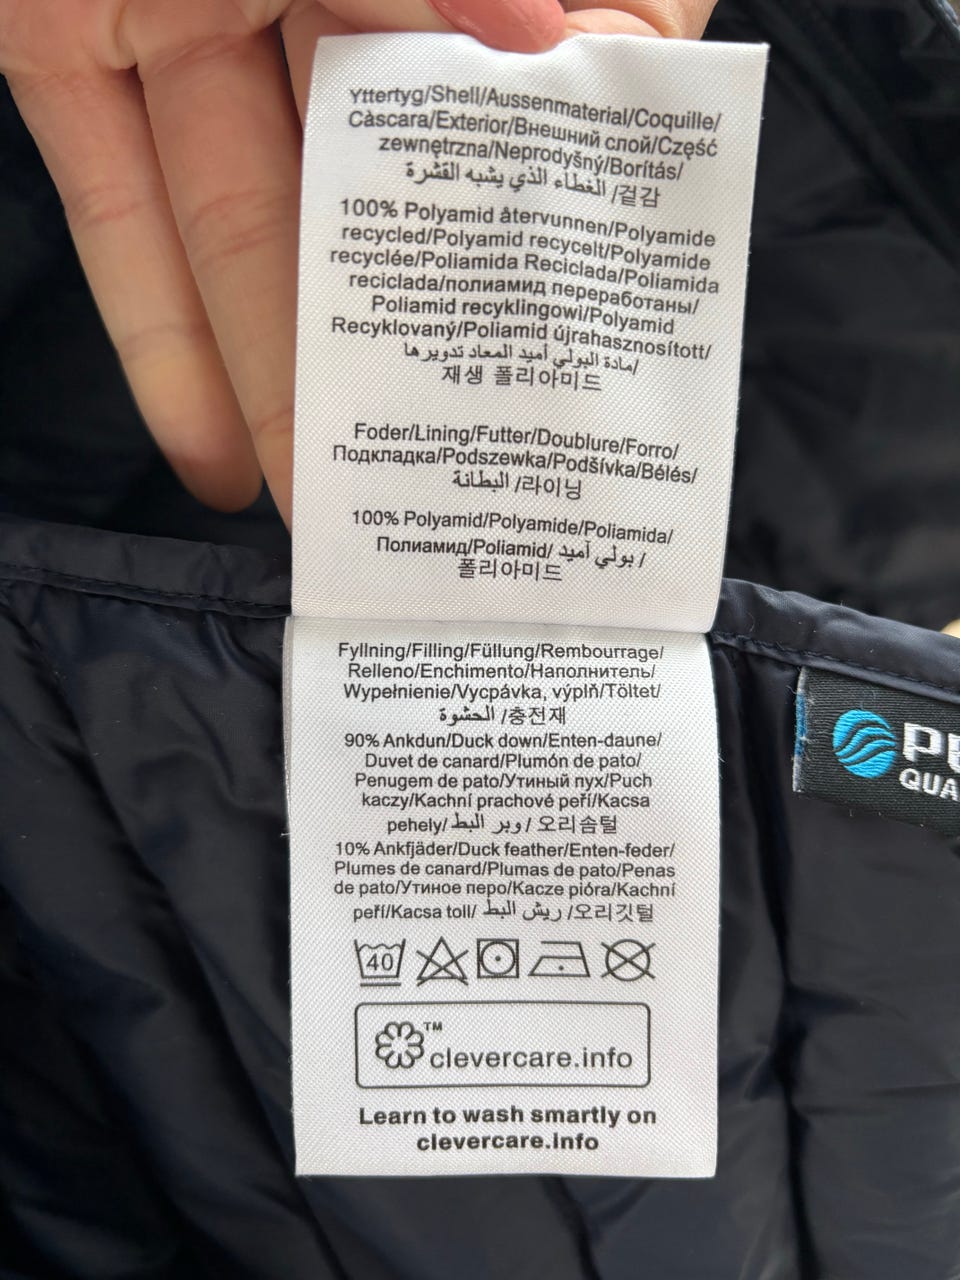 Yttertyg/Shell/Aussenmaterial/Coquille/
Càscara/Exterior/Внешний слой/Część
zewnętrzna/Neprodyšný/Borítás/
الغطاء الذي يشبه القشرة /겉감
100% Polyamid återvunnen/Polyamide
recycled/Polyamid recycelt/Polyamide
recyclée/Poliamida Reciclada/Poliamida
reciclada/полиамид переработаны/
Poliamid recyklingowi/Polyamid
Recyklovaný/Poliamid újrahasznosított/
مادة البولي أميد المعاد تدويرها/
재생 폴리아미드
Foder/Lining/Futter/Doublure/Forro/
Подкладка/Podszewka/Podšívka/Bélés/
البطانة /라이닝
100% Polyamid/Polyamide/Poliamida/
Полиамид/Poliamid/ بولي أميد /
폴리아미드
Fyllning/Filling/Füllung/Rembourrage/
Relleno/Enchimento/Наполнитель/
Wypełnienie/Vycpávka, výplň/Töltet/
الحشوة /충전재
90% Ankdun/Duck down/Enten-daune/
Duvet de canard/Plumón de pato/
Penugem de pato/Утиный пух/Puch
kaczy/Kachní prachové peří/Kacsa
pehely/ وبر البط / 오리솜털
10% Ankfjäder/Duck feather/Enten-feder/
Plumes de canard/Plumas de pato/Penas
de pato/Утиное перо/Kacze pióra/Kachní
peří/Kacsa toll/ ريش البط /오리깃털
40
™
clevercare.info
Learn to wash smartly on
clevercare.info